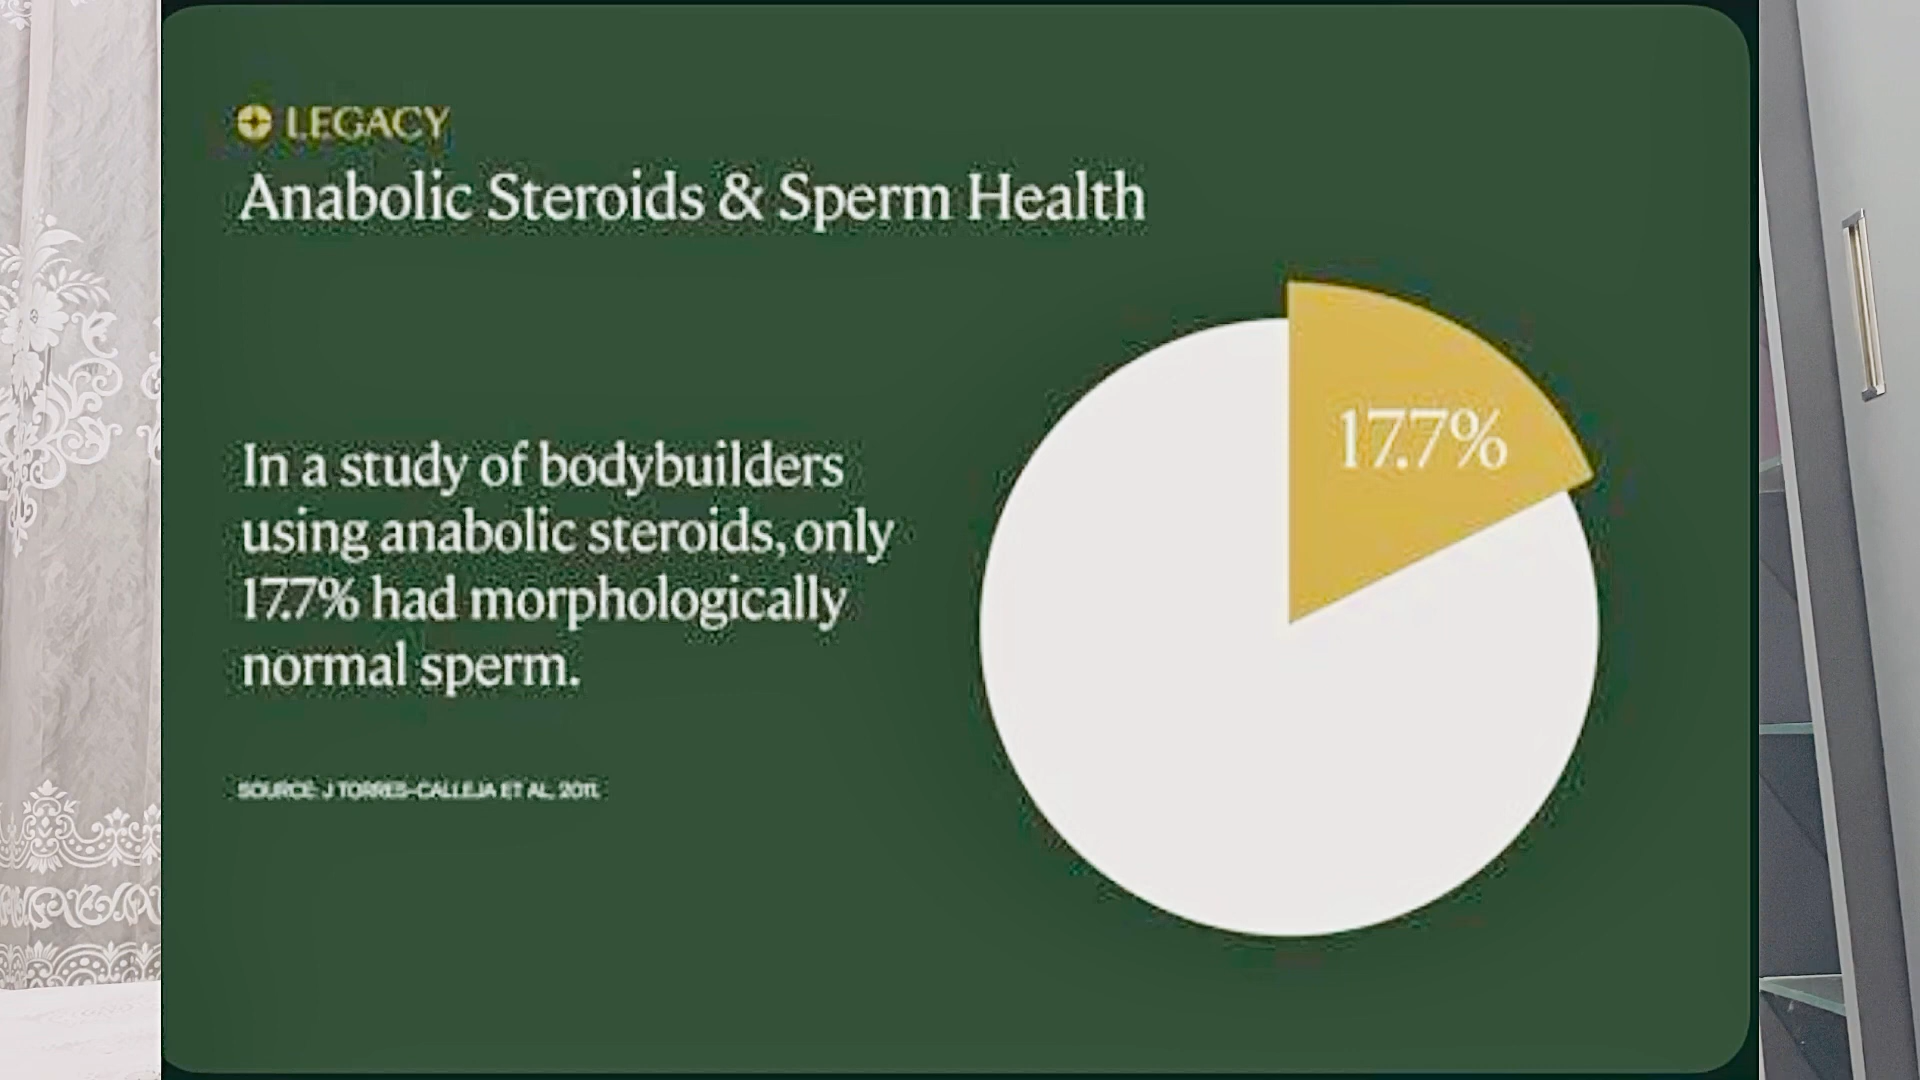 LEGACY
Anabolic Steroids & Sperm Health
17.7%
In a study of bodybuilders
using anabolic steroids, only
17.7% had morphologically
normal sperm.
SOURCE: J TORRES-CALLEJA ET AL, 2011.